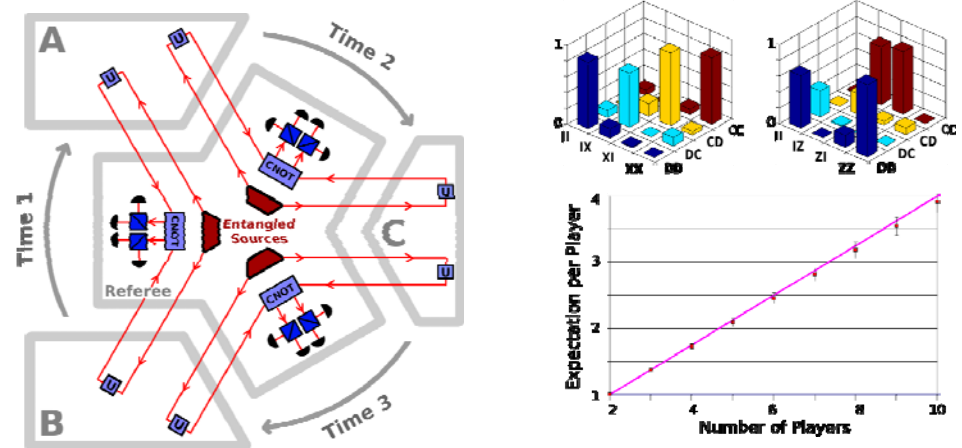 A
Time 2
Time 1
U
U
CNOT
CNOT
Entangled
Sources
C
U
U
Referee
CNOT
U
U
B
Time 3
1
0
II
IX
XI
XX
DD
DC
CD
CC
1
0
II
IZ
ZI
ZZ
DD
DC
CD
CC
Expectation per Player
4
3
2
1
2
4
6
8
10
Number of Players